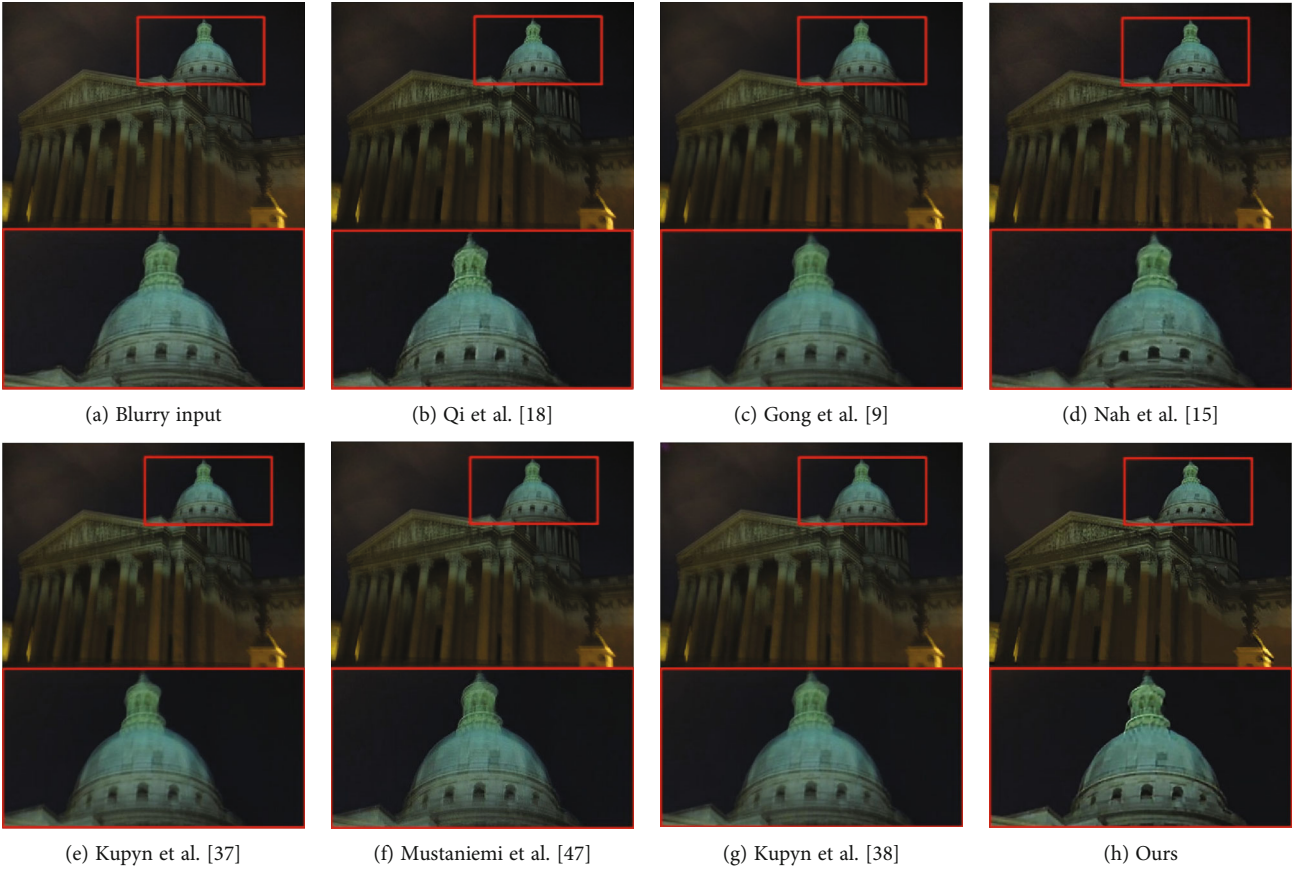 (a) Blurry input
(b) Qi et al. [18]
(c) Gong et al. [9]
(d) Nah et al. [15]
(e) Kupyn et al. [37]
(f) Mustaniemi et al. [47]
(g) Kupyn et al. [38]
(h) Ours